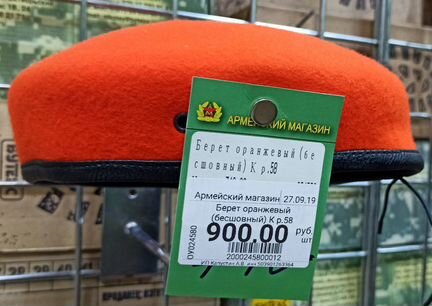 АРМЕЙСКИЙ МАГАЗИН
Берет оранжевый (бе
сшовный) К р.58
Армейский магазин 27.09.19
Берет оранжевый
(бесшовный) К р.58
900.00 руб.
шт
ОУ024580
2000245800012